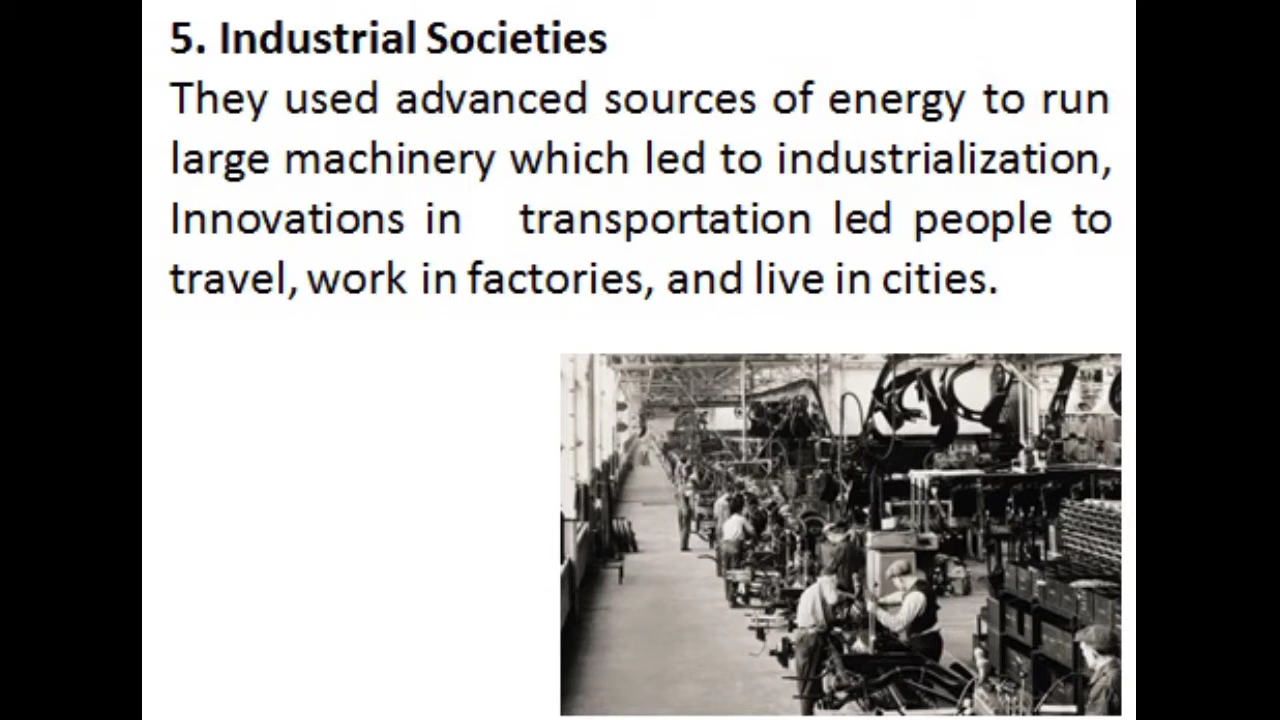 5. Industrial Societies
They used advanced sources of energy to run
large machinery which led to industrialization,
Innovations in transportation led people to
travel, work in factories, and live in cities.